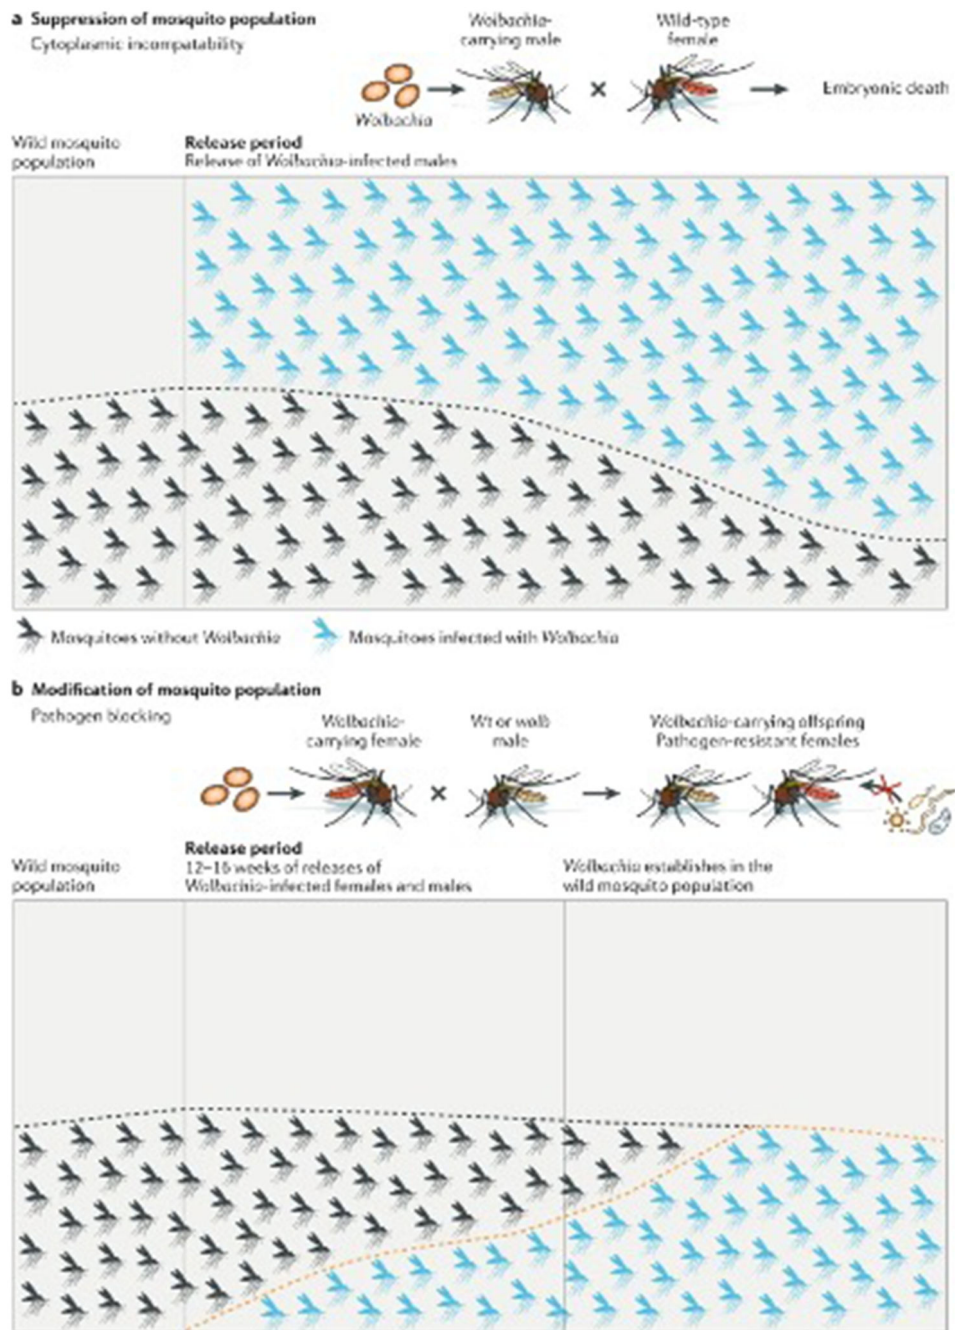 a Suppression of mosquito population
Cytoplasmic incompatability
Wolbachia-
carrying male
Wild-type
female
Wolbachia
Embryonic death
Wild mosquito
population
Release period
Release of Wolbachia-infected males
Mosquitoes without Wolbachia
Mosquitoes infected with Wolbachia
b Modification of mosquito population
Pathogen blocking
Wolbachia-
carrying female
Wt or wolb
male
Wolbachia-carrying offspring
Pathogen-resistant females
Wild mosquito
population
Release period
12–16 weeks of releases of
Wolbachia-infected females and males
Wolbachia establishes in the
wild mosquito population